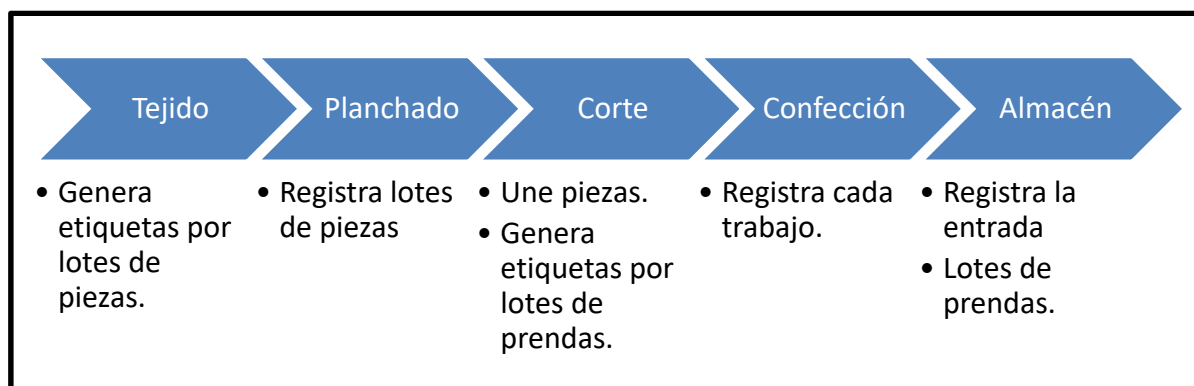 Tejido
Planchado
Corte
Confección
Almacén
• Genera
etiquetas por
lotes de
piezas.
• Registra lotes
de piezas
• Une piezas.
• Genera
etiquetas por
lotes de
prendas.
• Registra cada
trabajo.
• Registra la
entrada
• Lotes de
prendas.